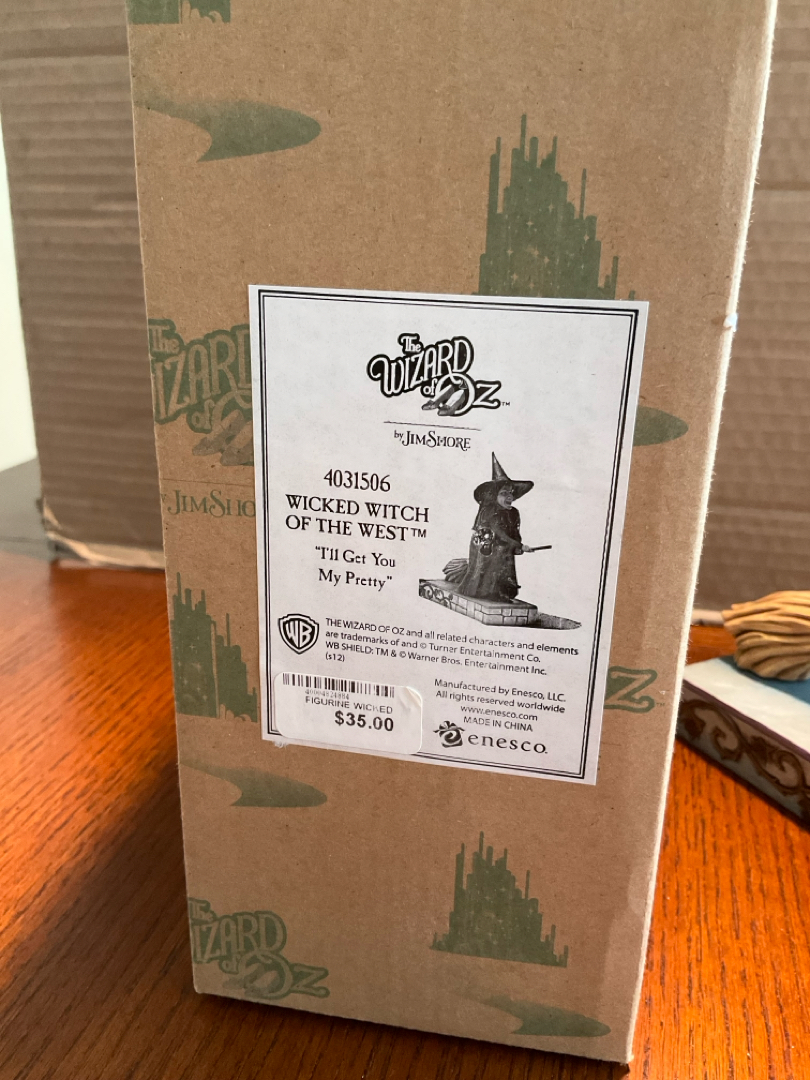 The
WIZARD
of OZ™
by JIM SHORE
4031506
WICKED WITCH
OF THE WEST™
"I'll Get You
My Pretty"
WB
THE WIZARD OF OZ and all related characters and elements
are trademarks of and © Turner Entertainment Co.
WB SHIELD: TM & © Warner Bros. Entertainment Inc.
(s12)
FIGURINE WICKED
$35.00
Manufactured by Enesco, LLC.
All rights reserved worldwide
www.enesco.com
MADE IN CHINA
enesco.
The
WIZARD
of
JIM SHO
Z
The
WIZARD
of OZ